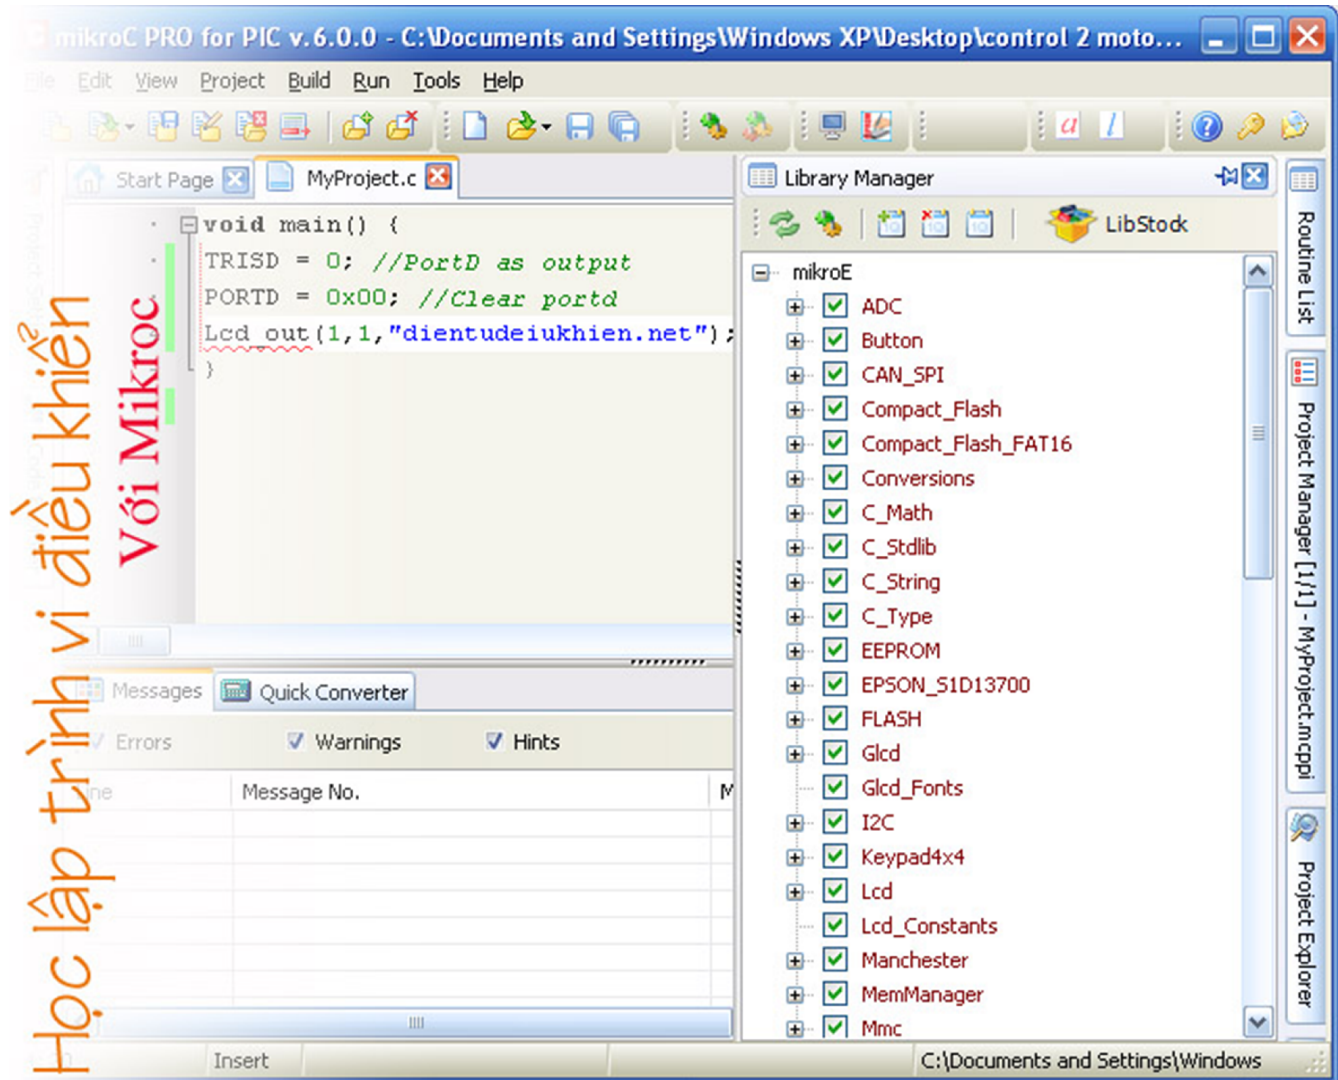 mikroC PRO for PIC v.6.0.0 - C:\Documents and Settings\Windows XP\Desktop\control 2 moto...
File Edit View Project Build Run Tools Help
Start Page
MyProject.c
void main() {
TRISD = 0; //PortD as output
PORTD = 0x00; //Clear portd
Lcd_out(1,1,"dientudeiukhien.net");
}
Học lập trình vi điều khiển
Với Mikroc
Messages
Quick Converter
Errors
Warnings
Hints
Line
Message No.
M
Insert
Library Manager
LibStock
mikroE
ADC
Button
CAN_SPI
Compact_Flash
Compact_Flash_FAT16
Conversions
C_Math
C_Stdlib
C_String
C_Type
EEPROM
EPSON_S1D13700
FLASH
Glcd
Glcd_Fonts
I2C
Keypad4x4
Lcd
Lcd_Constants
Manchester
MemManager
Mmc
Routine List
Project Manager [1/1] - MyProject.mcppi
Project Explorer
C:\Documents and Settings\Windows